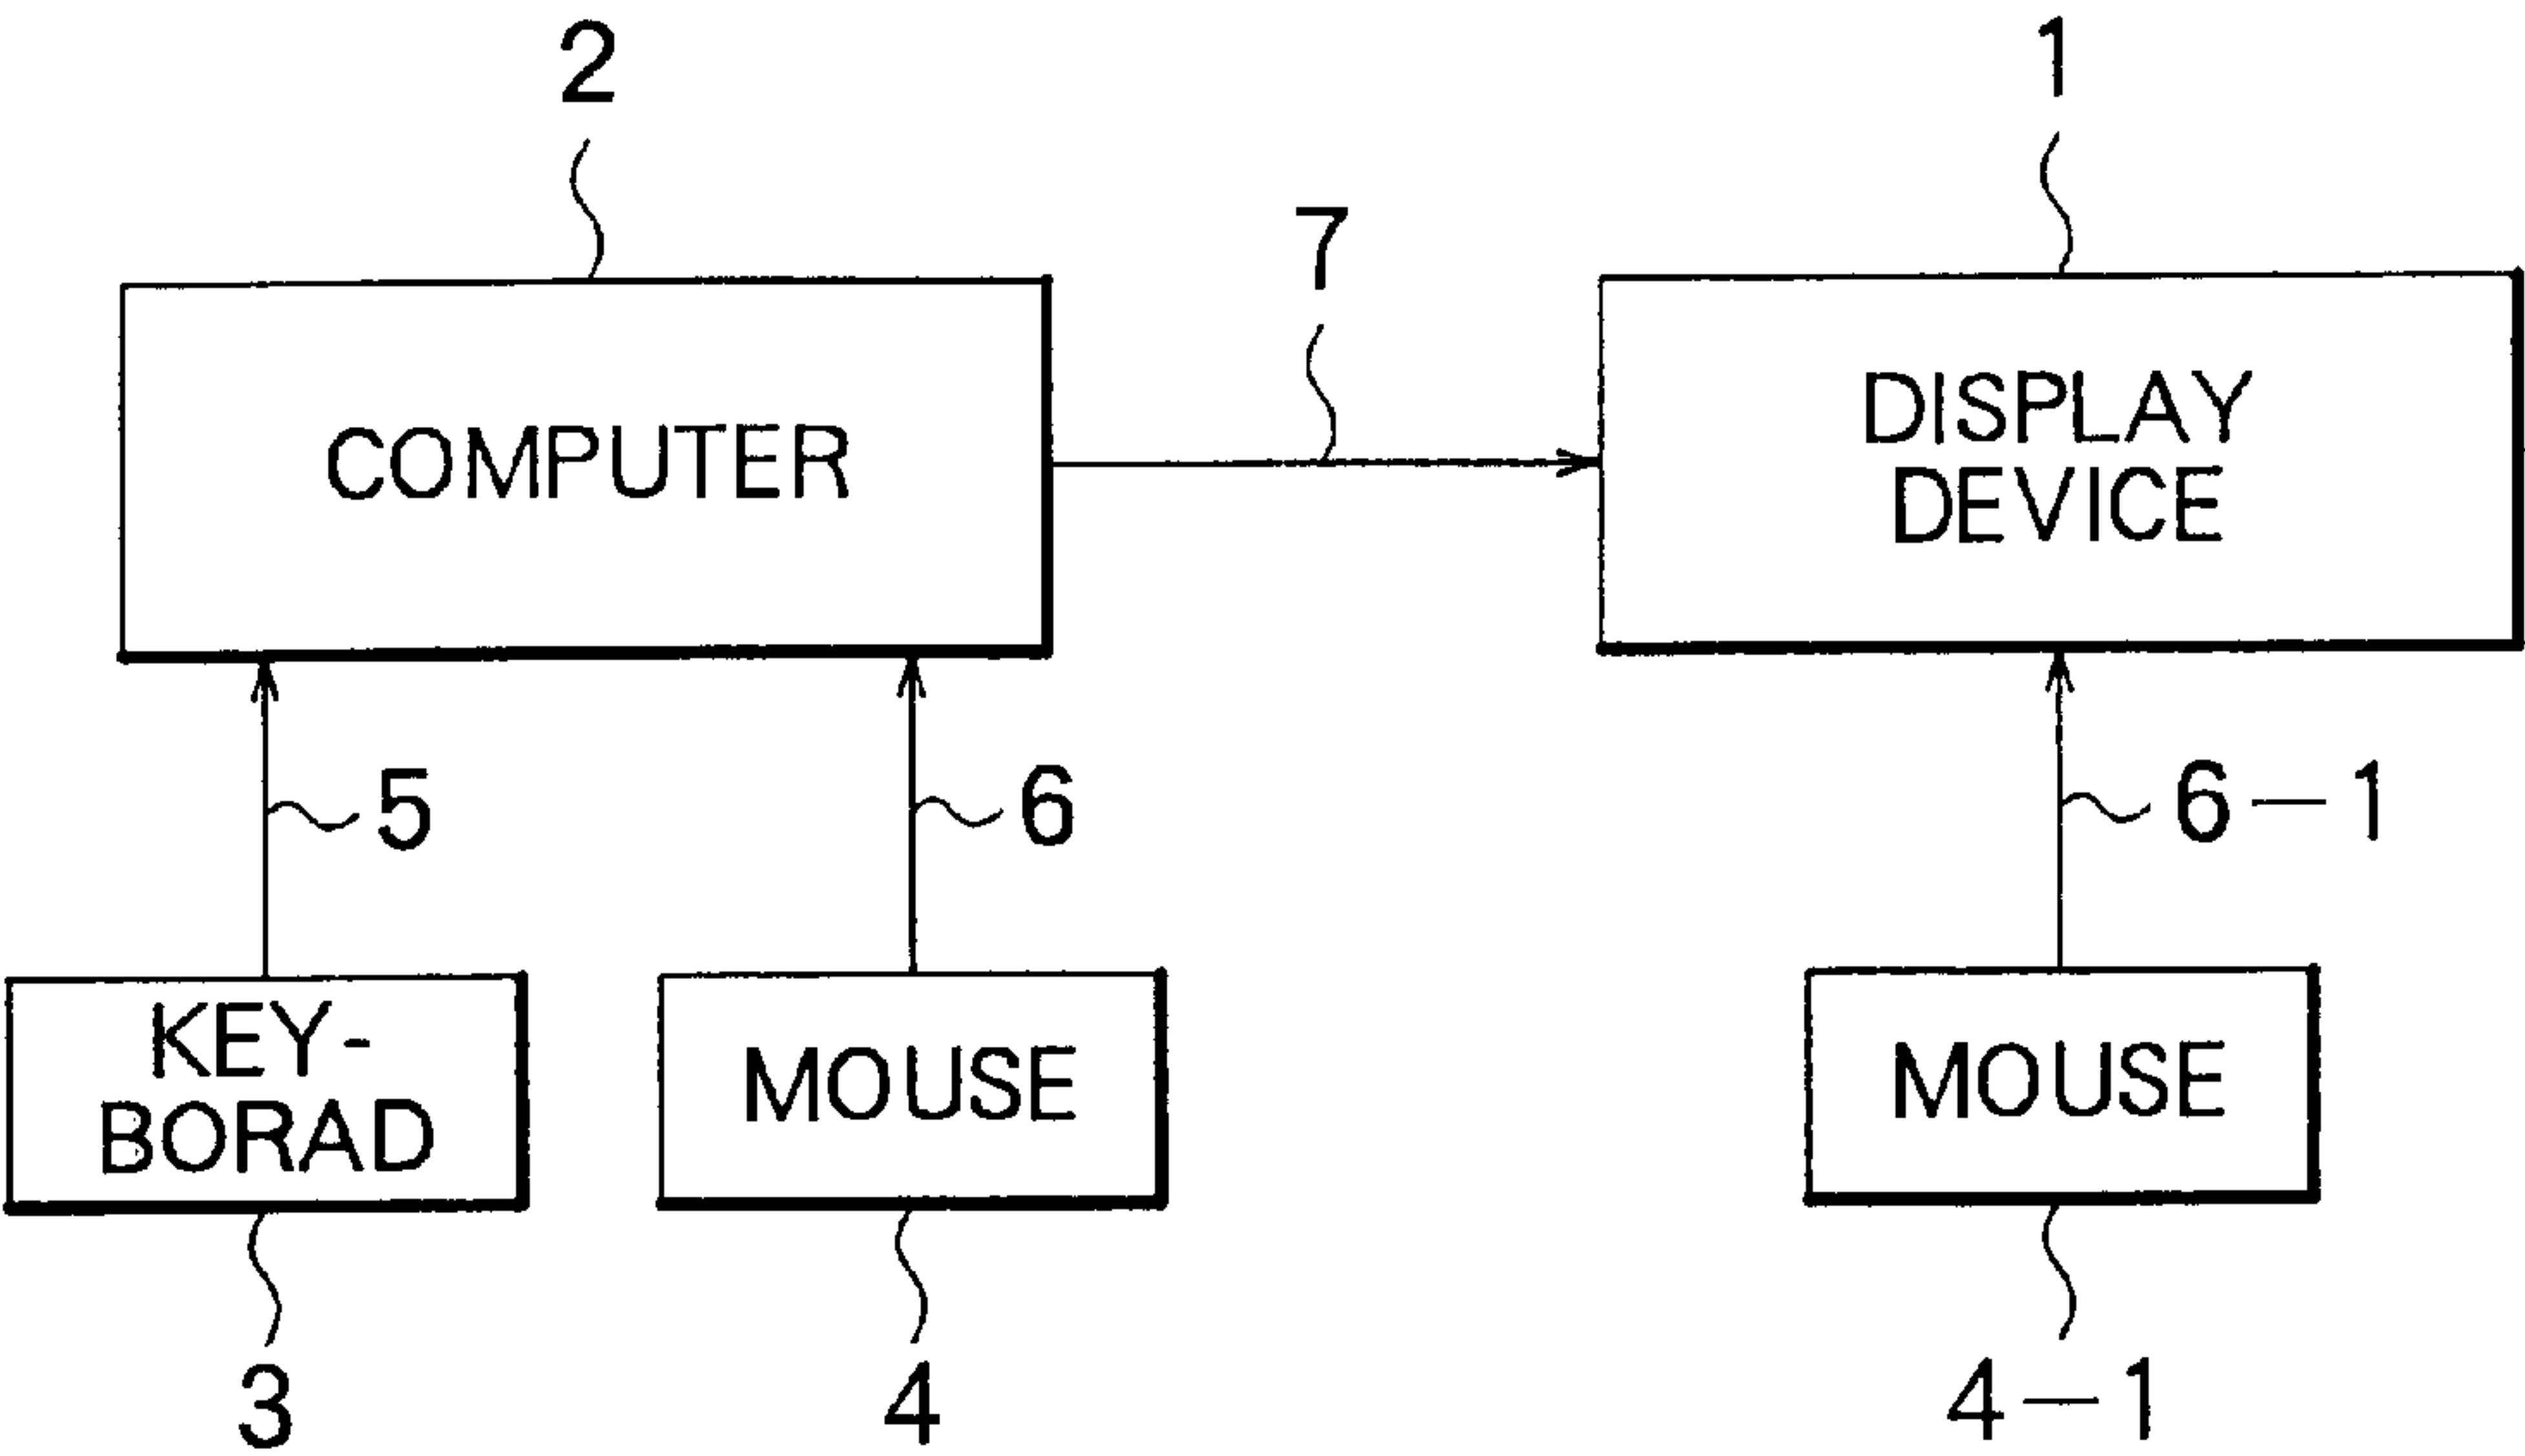 2
1
7
COMPUTER
DISPLAY
DEVICE
5
6
6-1
KEY-
BORAD
MOUSE
MOUSE
3
4
4-1